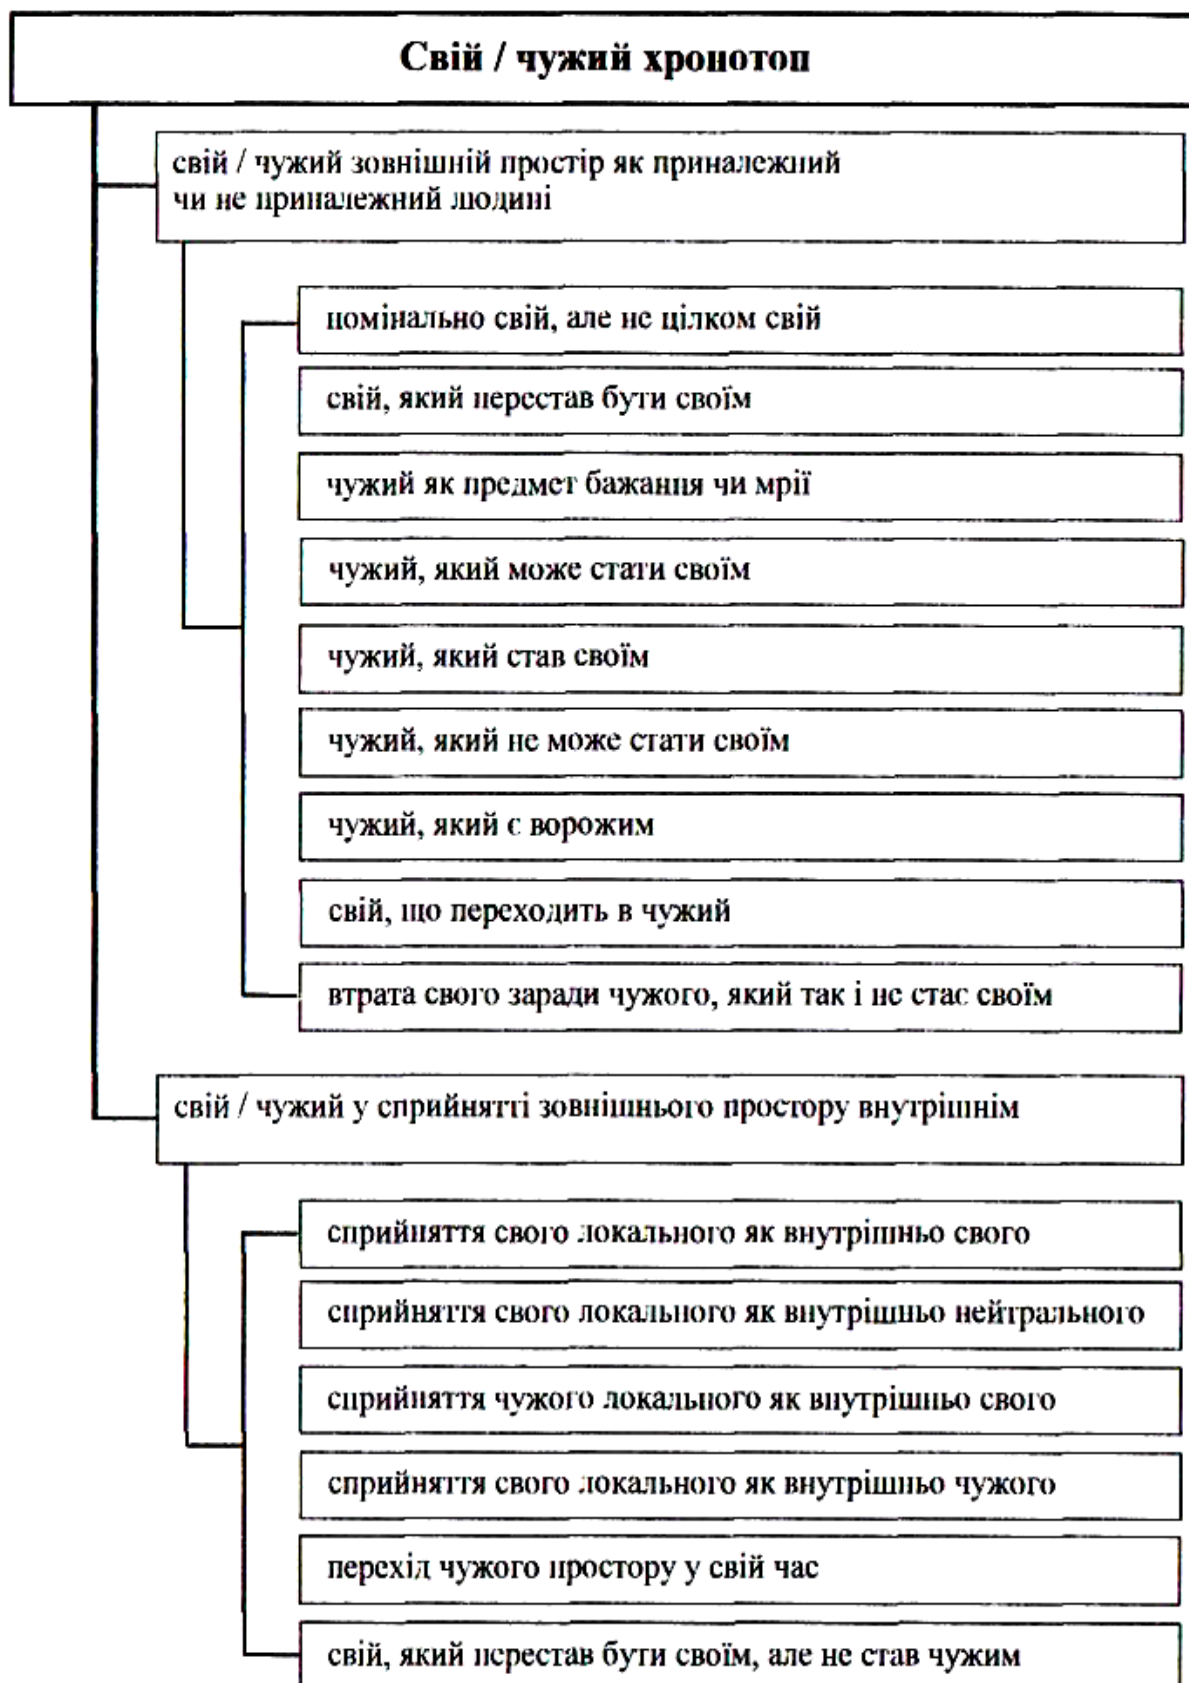 Свій / чужий хронотоп
свій / чужий зовнішній простір як приналежний
чи не приналежний людині
номінально свій, але не цілком свій
свій, який перестав бути своїм
чужий як предмет бажання чи мрії
чужий, який може стати своїм
чужий, який став своїм
чужий, який не може стати своїм
чужий, який є ворожим
свій, що переходить в чужий
втрата свого заради чужого, який так і не стає своїм
свій / чужий у сприйнятті зовнішнього простору внутрішнім
сприйняття свого локального як внутрішньо свого
сприйняття свого локального як внутрішньо нейтрального
сприйняття чужого локального як внутрішньо свого
сприйняття свого локального як внутрішньо чужого
перехід чужого простору у свій час
свій, який перестав бути своїм, але не став чужим